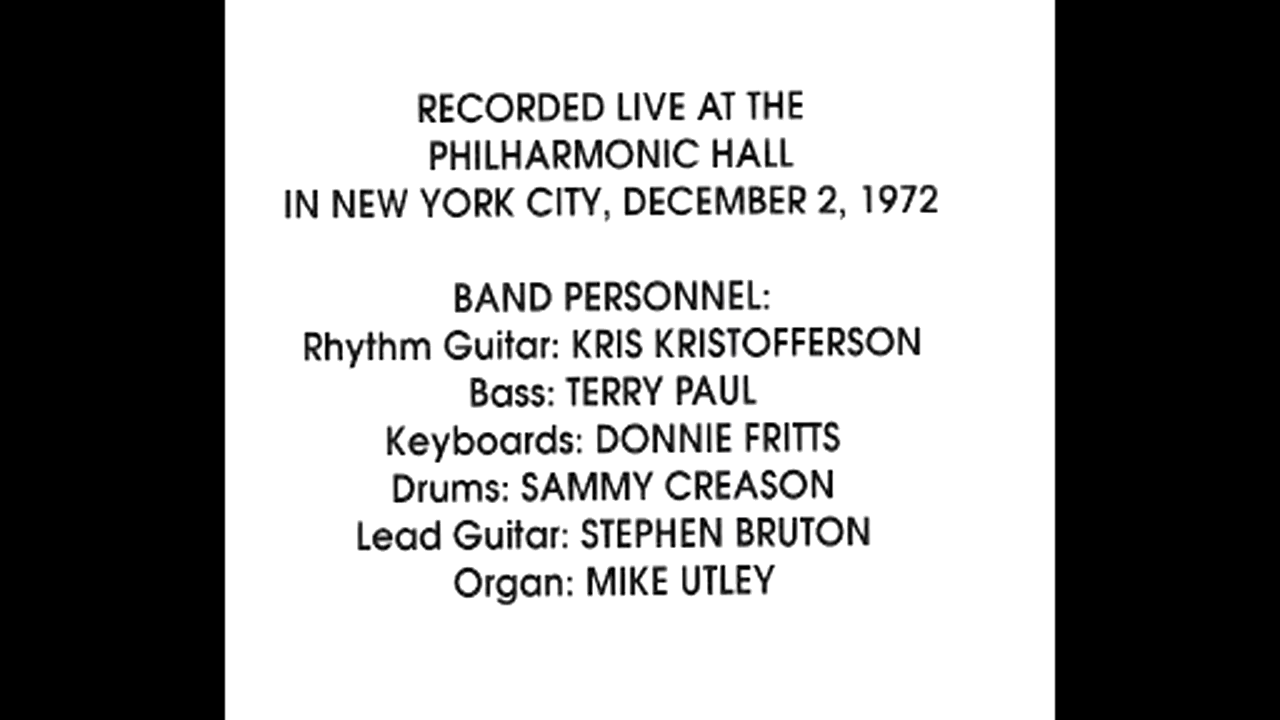 RECORDED LIVE AT THE
PHILHARMONIC HALL
IN NEW YORK CITY, DECEMBER 2, 1972
BAND PERSONNEL:
Rhythm Guitar: KRIS KRISTOFFERSON
Bass: TERRY PAUL
Keyboards: DONNIE FRITTS
Drums: SAMMY CREASON
Lead Guitar: STEPHEN BRUTON
Organ: MIKE UTLEY